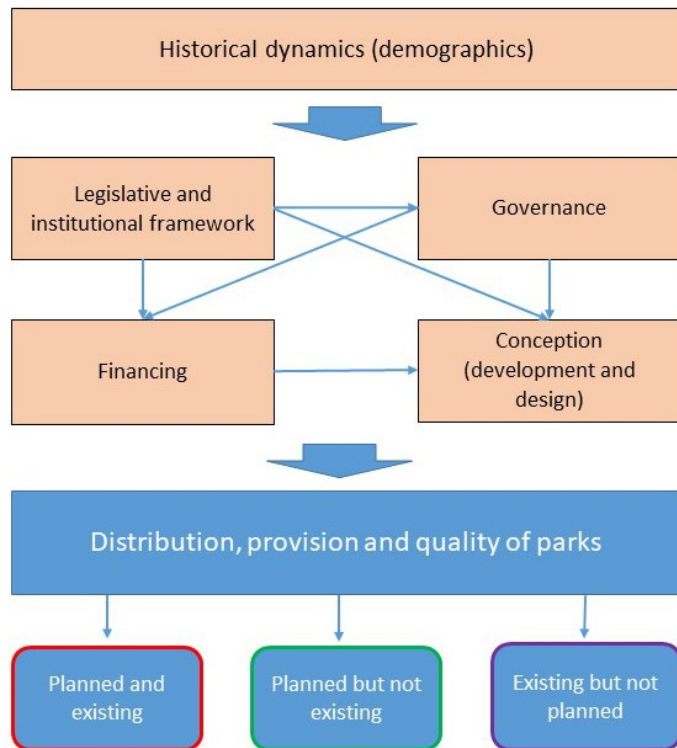 Historical dynamics (demographics)
Legislative and
institutional framework
Governance
Financing
Conception
(development and
design)
Distribution, provision and quality of parks
Planned and
existing
Planned but not
existing
Existing but not
planned